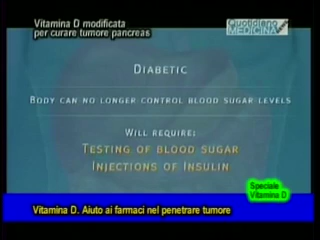 Vitamina D modificata
per curare tumore pancreas
Quotidiano
MEDICINA
DIABETIC
BODY CAN NO LONGER CONTROL BLOOD SUGAR LEVELS
WILL REQUIRE:
TESTING OF BLOOD SUGAR
INJECTIONS OF INSULIN
Speciale
Vitamina D
Vitamina D. Aiuto ai farmaci nel penetrare tumore